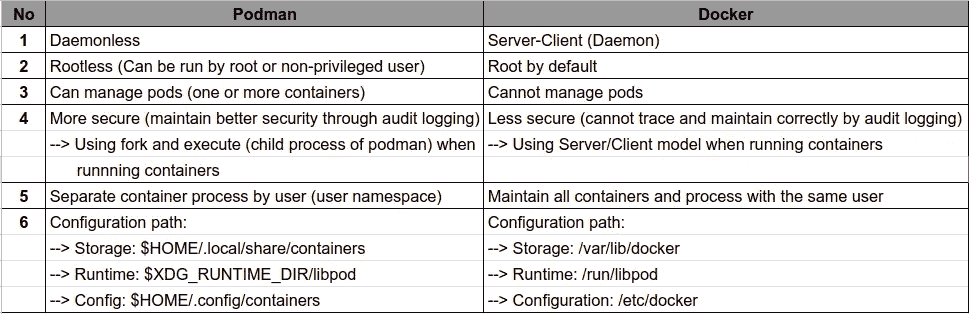 No Podman Docker
1 Daemonless Server-Client (Daemon)
2 Rootless (Can be run by root or non-privileged user) Root by default
3 Can manage pods (one or more containers) Cannot manage pods
4 More secure (maintain better security through audit logging) Less secure (cannot trace and maintain correctly by audit logging)
--> Using fork and execute (child process of podman) when --> Using Server/Client model when running containers
runnning containers
5 Separate container process by user (user namespace) Maintain all containers and process with the same user
6 Configuration path: Configuration path:
--> Storage: $HOME/.local/share/containers --> Storage: /var/lib/docker
--> Runtime: $XDG_RUNTIME_DIR/libpod --> Runtime: /run/libpod
--> Config: $HOME/.config/containers --> Configuration: /etc/docker